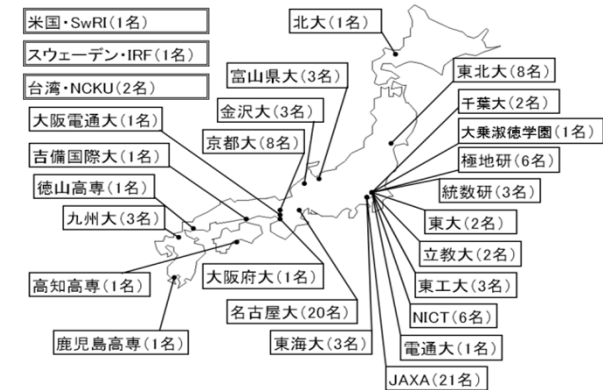 米国・SwRI(1名)
スウェーデン・IRF(1名)
台湾・NCKU(2名)
北大(1名)
富山県大(3名)
金沢大(3名)
京都大(8名)
大阪電通大(1名)
吉備国際大(1名)
徳山高専(1名)
九州大(3名)
高知高専(1名)
鹿児島高専(1名)
大阪府大(1名)
名古屋大(20名)
東海大(3名)
東北大(8名)
千葉大(2名)
大乗淑徳学園(1名)
極地研(6名)
統数研(3名)
東大(2名)
立教大(2名)
東工大(3名)
NICT(6名)
電通大(1名)
JAXA(21名)